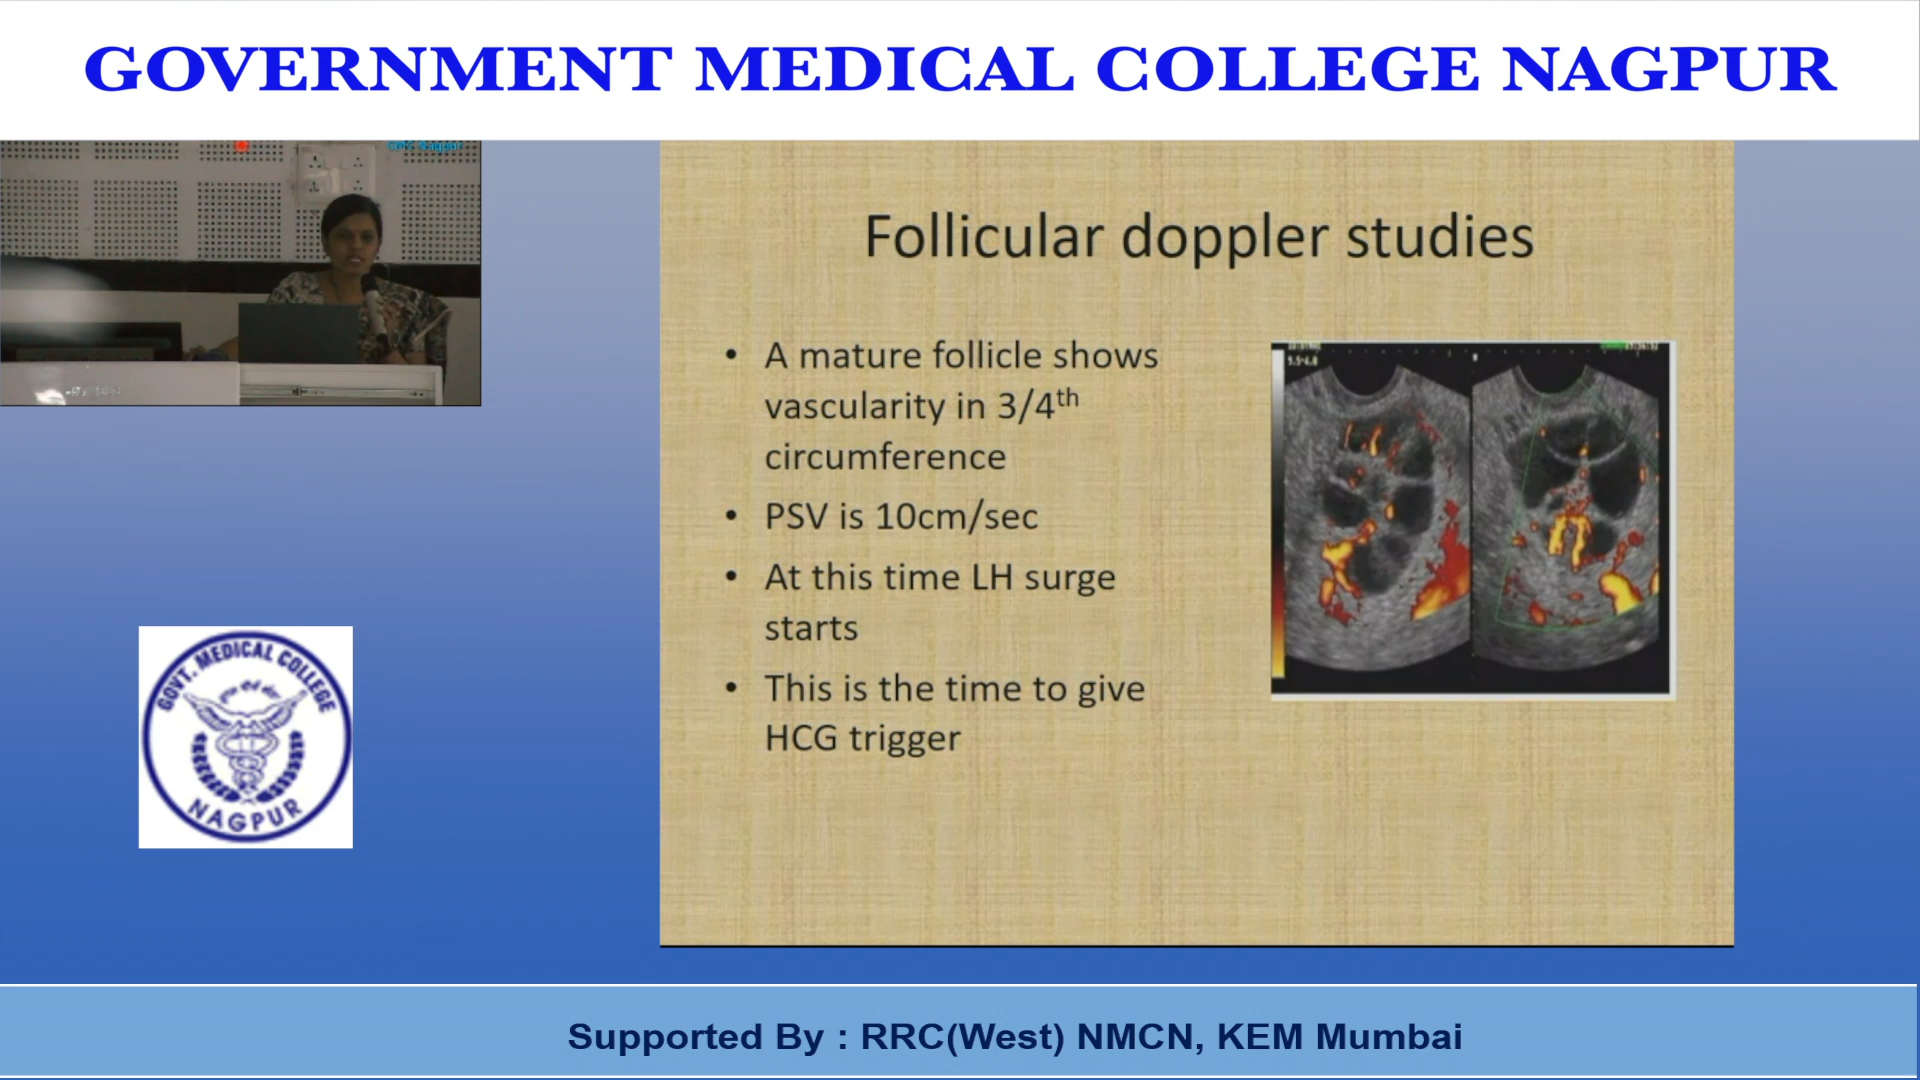 GOVERNMENT MEDICAL COLLEGE NAGPUR
Nagpur
Follicular doppler studies
• A mature follicle shows
vascularity in 3/4th
circumference
• PSV is 10cm/sec
• At this time LH surge
starts
• This is the time to give
HCG trigger
GOVT. MEDICAL COLLEGE
NAGPUR
Supported By : RRC(West) NMCN, KEM Mumbai